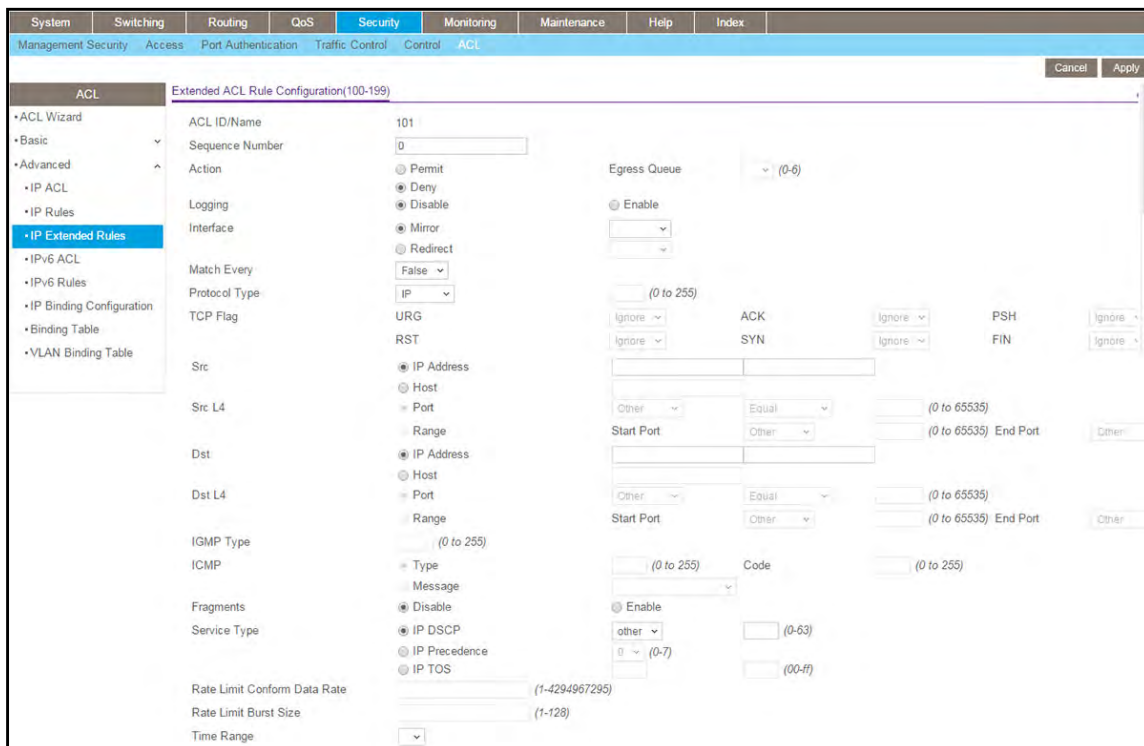 System Switching Routing QoS Security Monitoring Maintenance Help Index
Management Security Access Port Authentication Traffic Control Control ACL
Cancel Apply
ACL
•ACL Wizard
•Basic
•Advanced
•IP ACL
•IP Rules
•IP Extended Rules
•IPv6 ACL
•IPv6 Rules
•IP Binding Configuration
•Binding Table
•VLAN Binding Table
Extended ACL Rule Configuration(100-199)
ACL ID/Name 101
Sequence Number 0
Action Permit Egress Queue (0-6)
Deny
Logging Disable Enable
Interface Mirror
Redirect
Match Every False
Protocol Type IP (0 to 255)
TCP Flag URG Ignore ACK Ignore PSH Ignore
RST Ignore SYN Ignore FIN Ignore
Src IP Address
Host
Src L4 Port Other Equal (0 to 65535)
Range Start Port Other (0 to 65535) End Port Other
Dst IP Address
Host
Dst L4 Port Other Equal (0 to 65535)
Range Start Port Other (0 to 65535) End Port Other
IGMP Type (0 to 255)
ICMP Type (0 to 255) Code (0 to 255)
Message
Fragments Disable Enable
Service Type IP DSCP other (0-63)
IP Precedence 0 (0-7)
IP TOS (00-ff)
Rate Limit Conform Data Rate (1-4294967295)
Rate Limit Burst Size (1-128)
Time Range